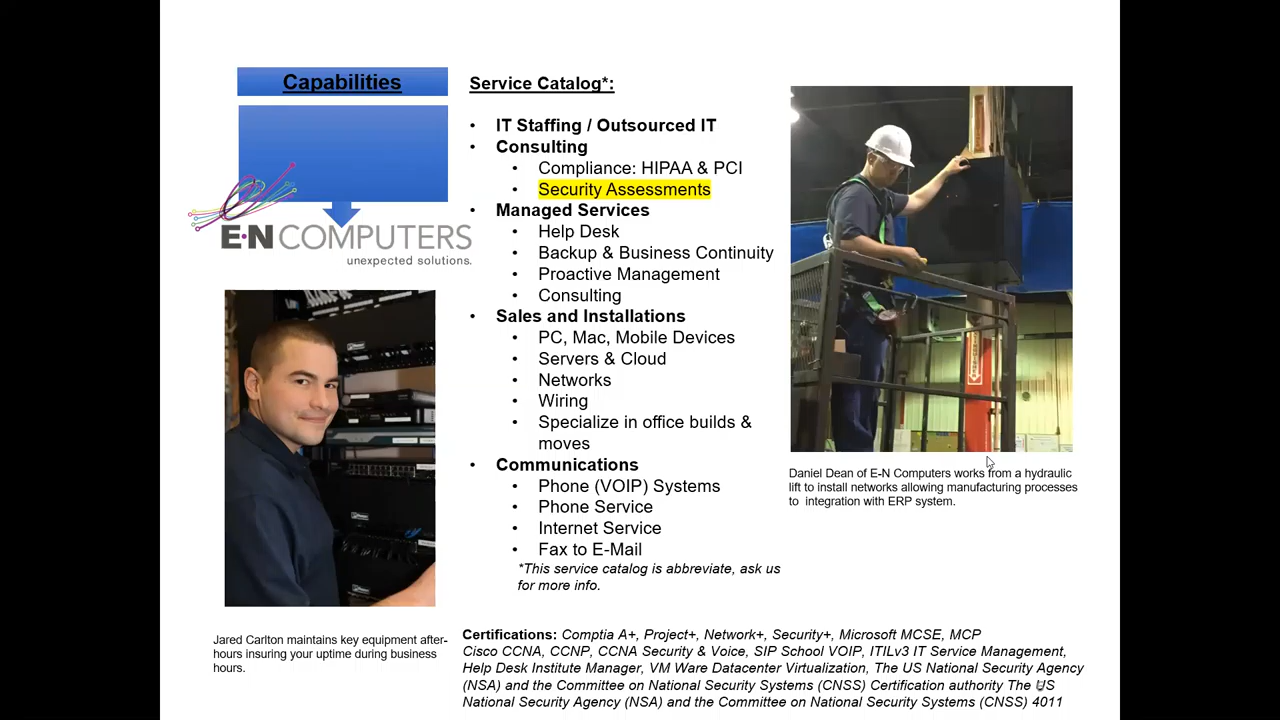 Capabilities
E·N COMPUTERS
unexpected solutions.
Jared Carlton maintains key equipment after-
hours insuring your uptime during business
hours.
Service Catalog*:
• IT Staffing / Outsourced IT
• Consulting
• Compliance: HIPAA & PCI
• Security Assessments
• Managed Services
• Help Desk
• Backup & Business Continuity
• Proactive Management
• Consulting
• Sales and Installations
• PC, Mac, Mobile Devices
• Servers & Cloud
• Networks
• Wiring
• Specialize in office builds &
moves
• Communications
• Phone (VOIP) Systems
• Phone Service
• Internet Service
• Fax to E-Mail
*This service catalog is abbreviate, ask us
for more info.
Daniel Dean of E-N Computers works from a hydraulic
lift to install networks allowing manufacturing processes
to integration with ERP system.
Certifications: Comptia A+, Project+, Network+, Security+, Microsoft MCSE, MCP
Cisco CCNA, CCNP, CCNA Security & Voice, SIP School VOIP, ITILv3 IT Service Management,
Help Desk Institute Manager, VM Ware Datacenter Virtualization, The US National Security Agency
(NSA) and the Committee on National Security Systems (CNSS) Certification authority The US
National Security Agency (NSA) and the Committee on National Security Systems (CNSS) 4011